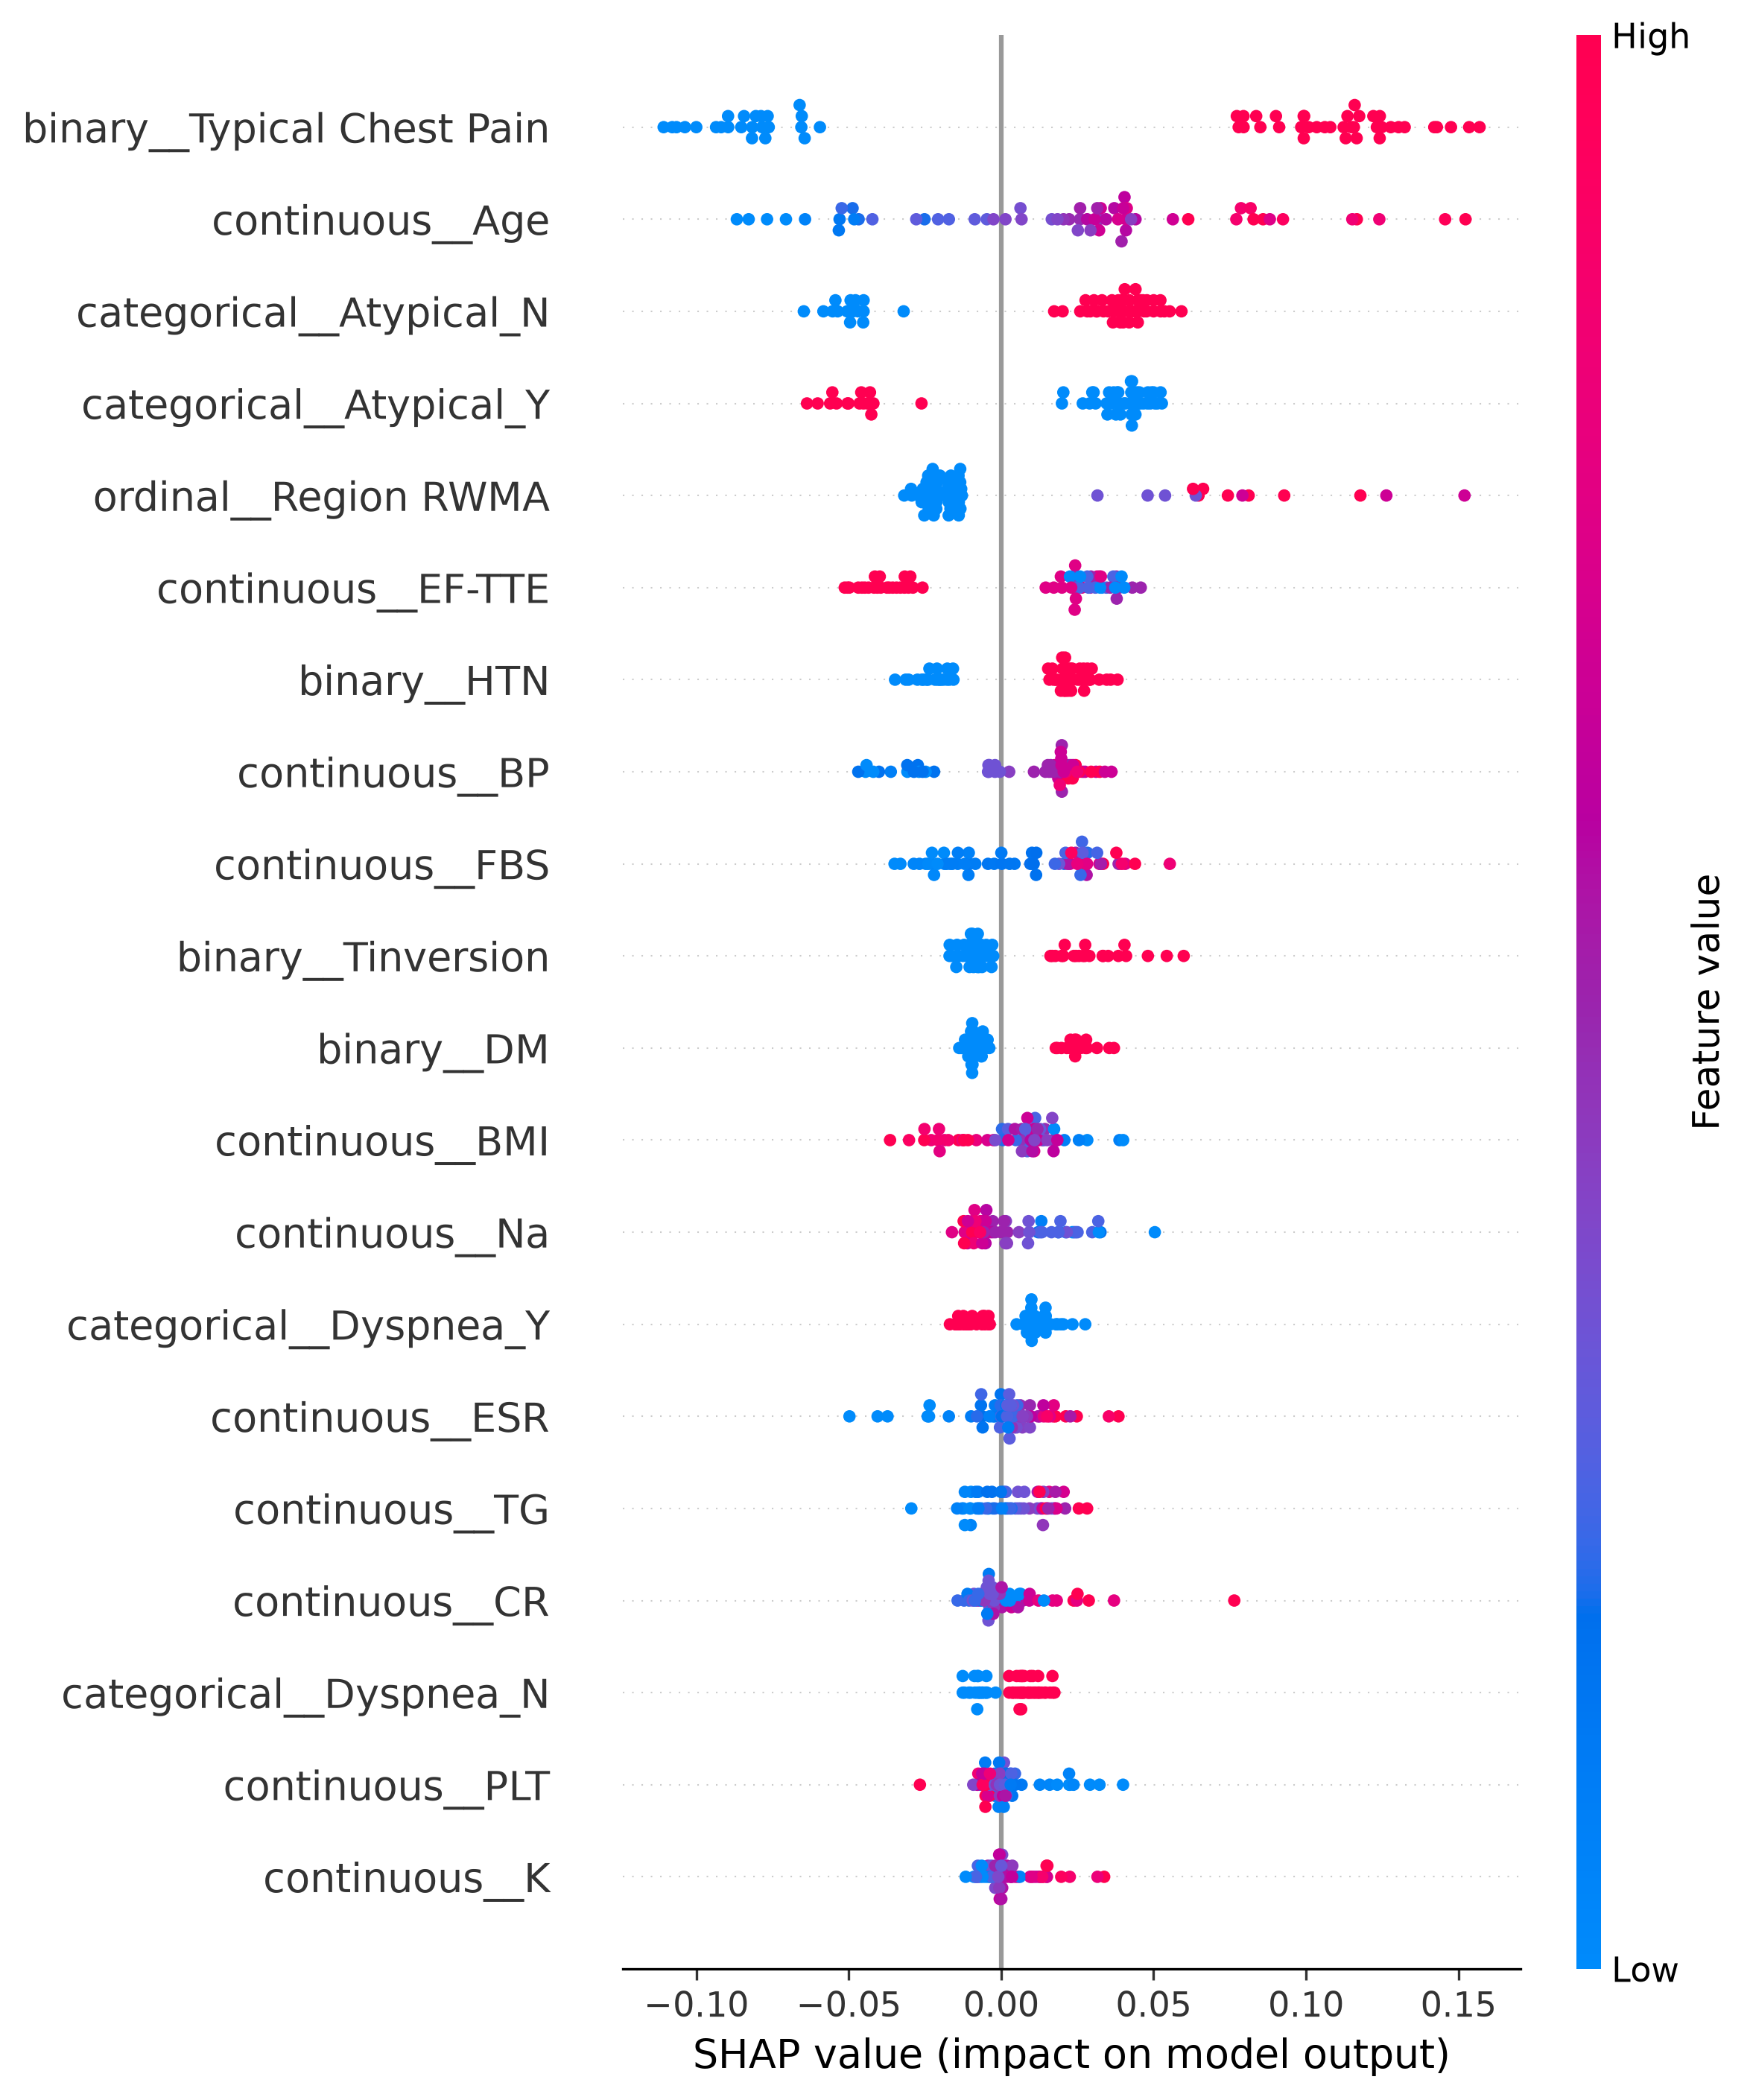 High
binary__Typical Chest Pain
continuous__Age
categorical__Atypical_N
categorical__Atypical_Y
ordinal__Region RWMA
continuous__EF-TTE
binary__HTN
continuous__BP
continuous__FBS
binary__Tinversion
binary__DM
continuous__BMI
continuous__Na
categorical__Dyspnea_Y
continuous__ESR
continuous__TG
continuous__CR
categorical__Dyspnea_N
continuous__PLT
continuous__K
Feature value
Low
−0.10 −0.05 0.00 0.05 0.10 0.15
SHAP value (impact on model output)